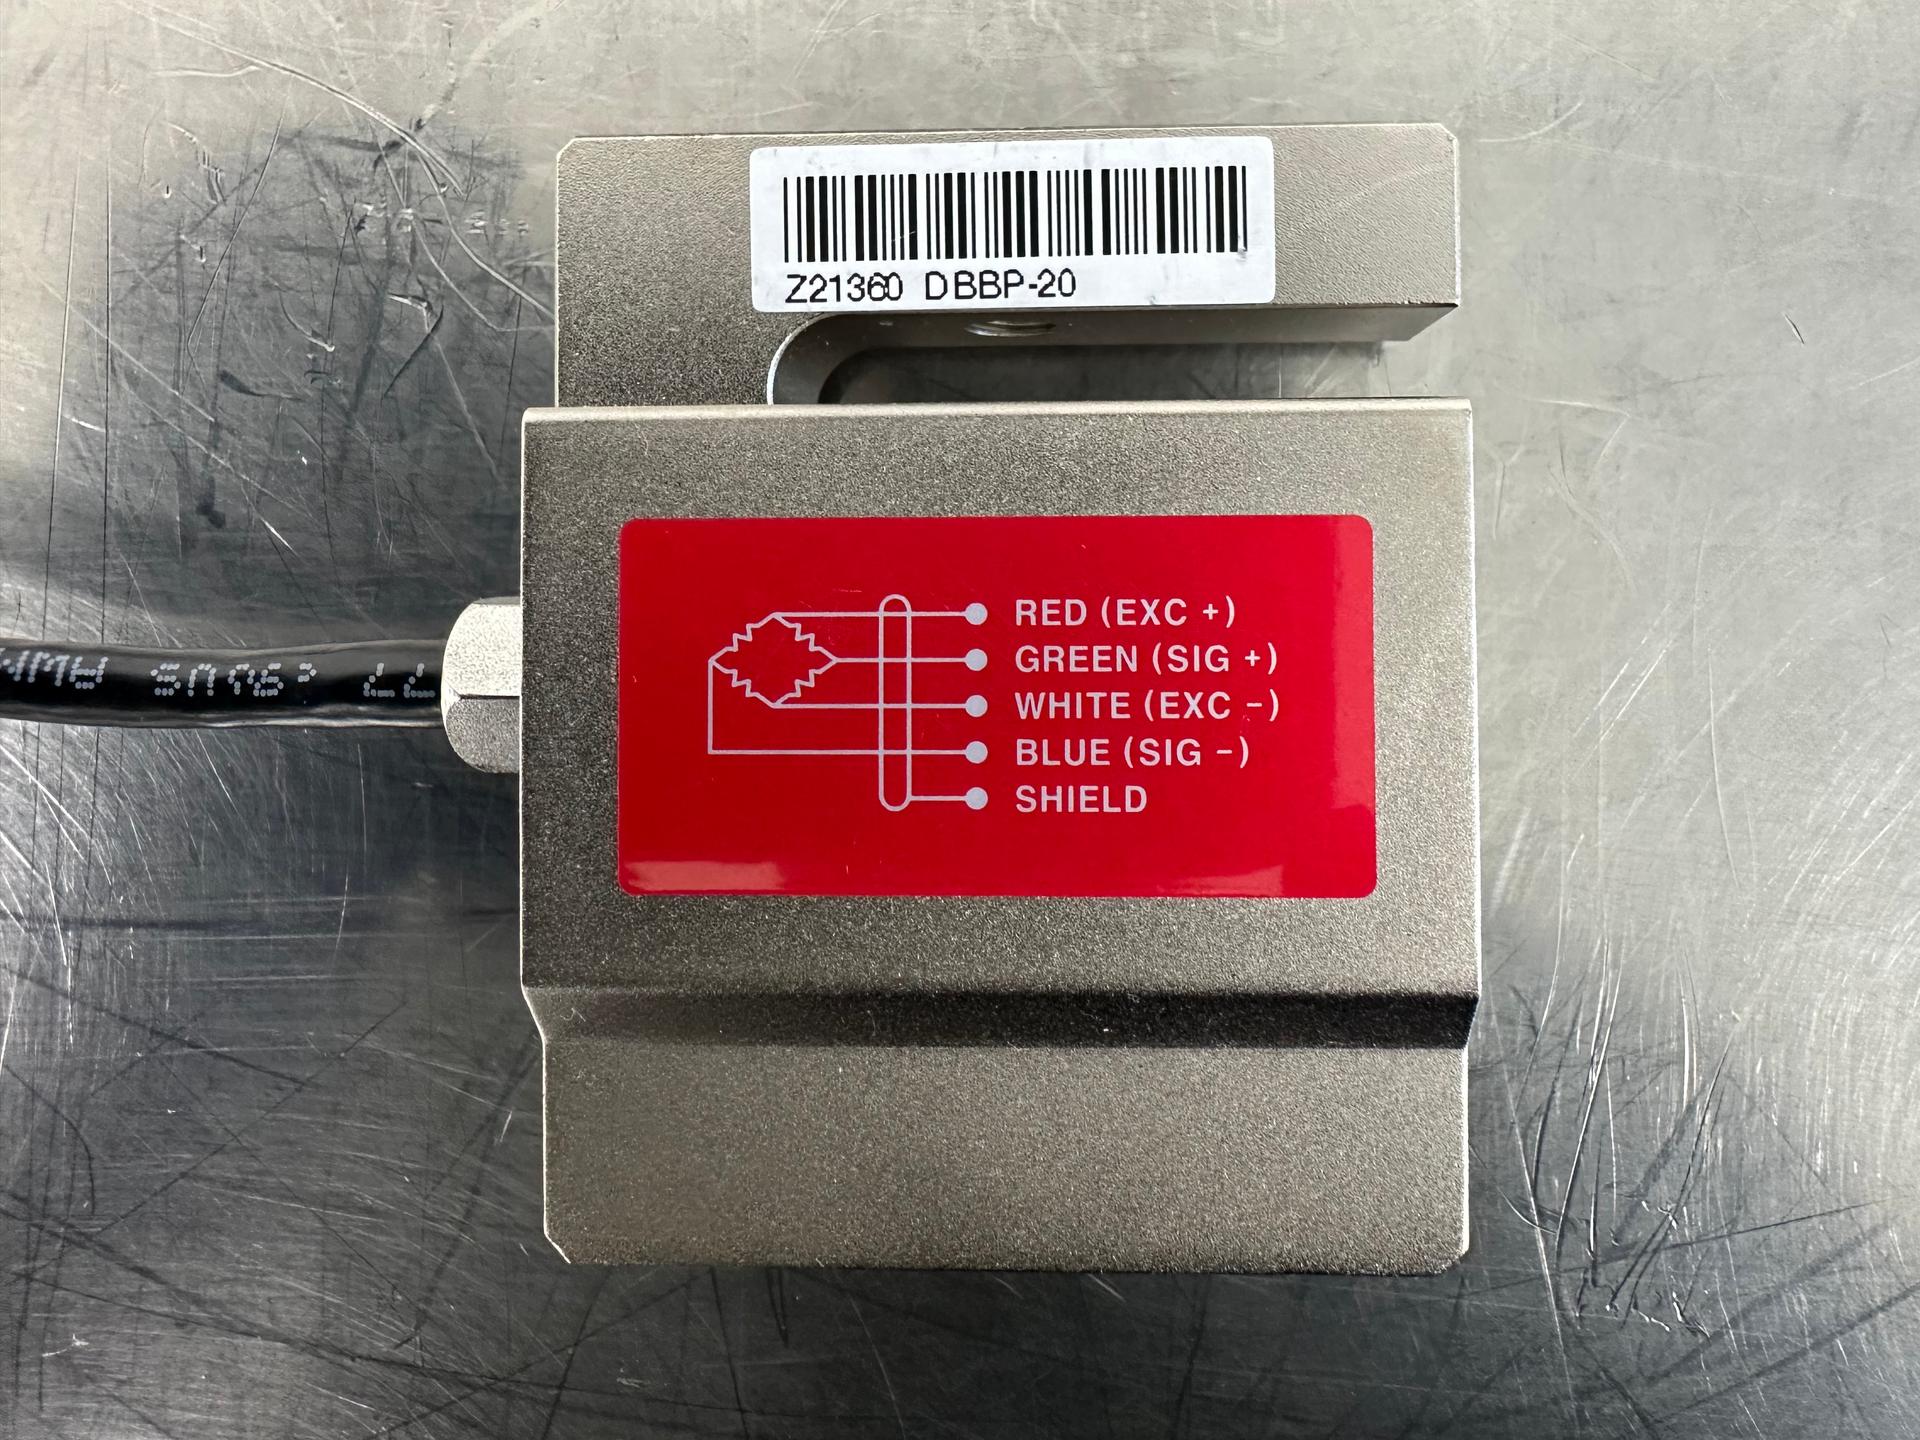 Z21360 DBBP-20
RED (EXC +)
GREEN (SIG +)
WHITE (EXC -)
BLUE (SIG -)
SHIELD